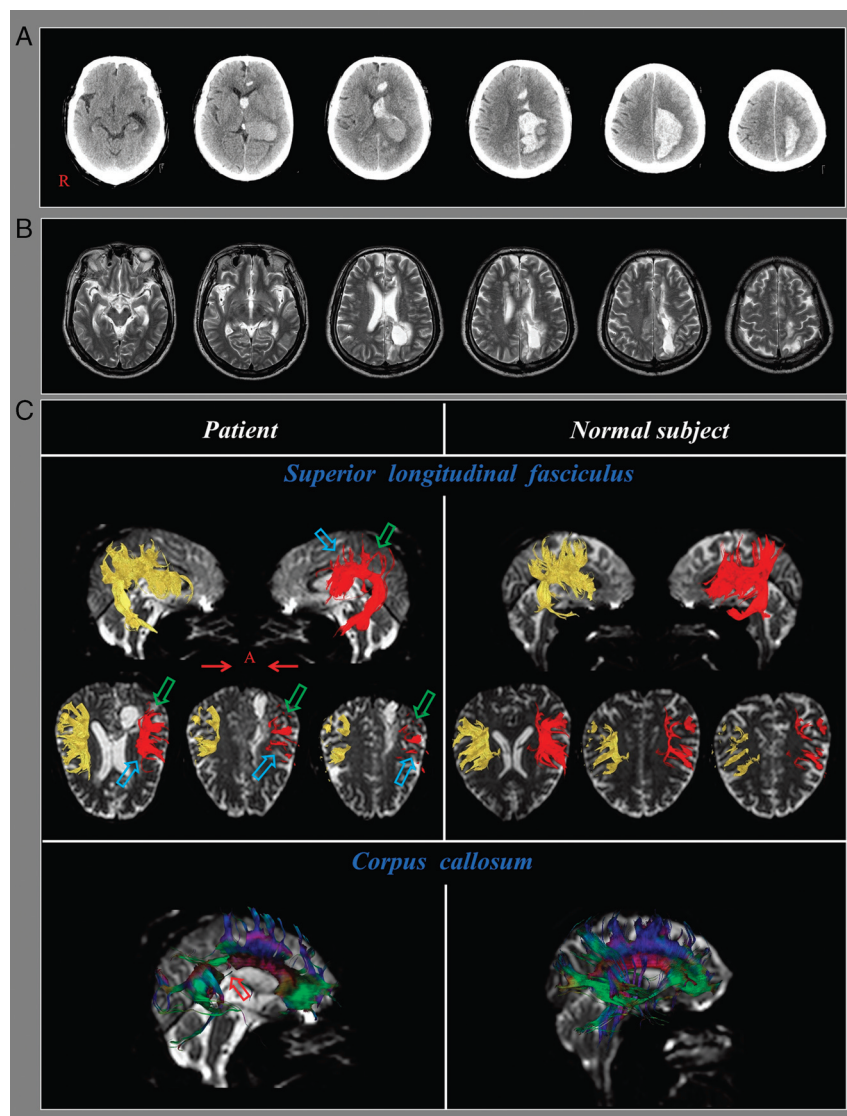 A
R
B
C
Patient Normal subject
Superior longitudinal fasciculus
A
Corpus callosum